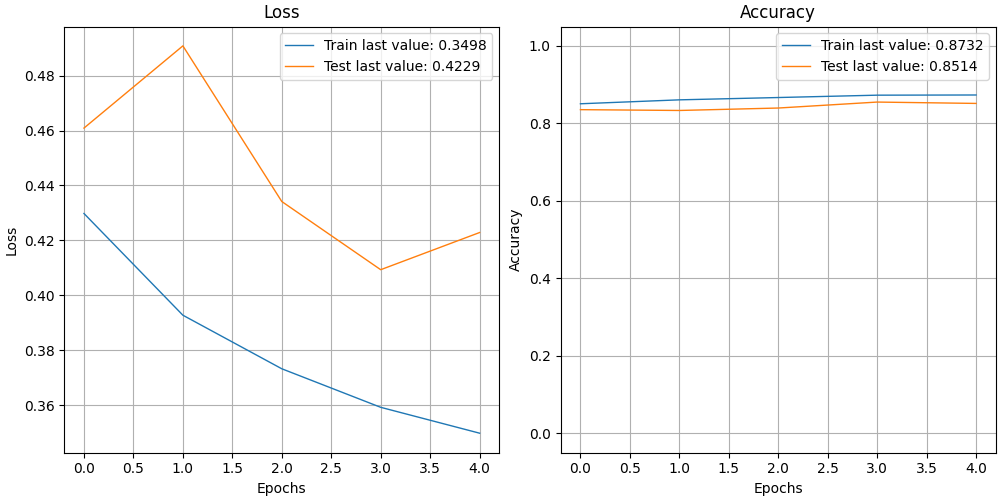 Loss
Train last value: 0.3498
Test last value: 0.4229
0.48
0.46
0.44
0.42
0.40
0.38
0.36
Loss
0.0 0.5 1.0 1.5 2.0 2.5 3.0 3.5 4.0
Epochs
Accuracy
Train last value: 0.8732
Test last value: 0.8514
1.0
0.8
0.6
0.4
0.2
0.0
Accuracy
0.0 0.5 1.0 1.5 2.0 2.5 3.0 3.5 4.0
Epochs